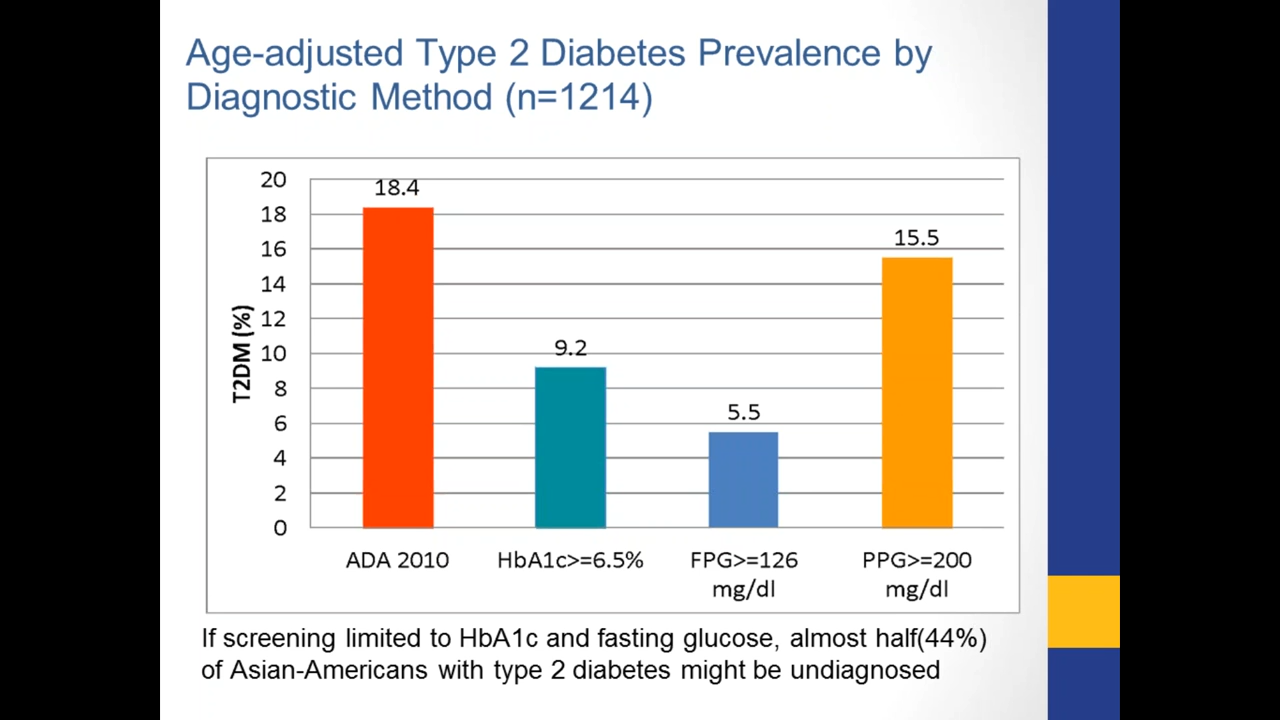 Age-adjusted Type 2 Diabetes Prevalence by
Diagnostic Method (n=1214)
T2DM (%)
20
18
16
14
12
10
8
6
4
2
0
18.4
9.2
5.5
15.5
ADA 2010
HbA1c>=6.5%
FPG>=126
mg/dl
PPG>=200
mg/dl
If screening limited to HbA1c and fasting glucose, almost half(44%)
of Asian-Americans with type 2 diabetes might be undiagnosed